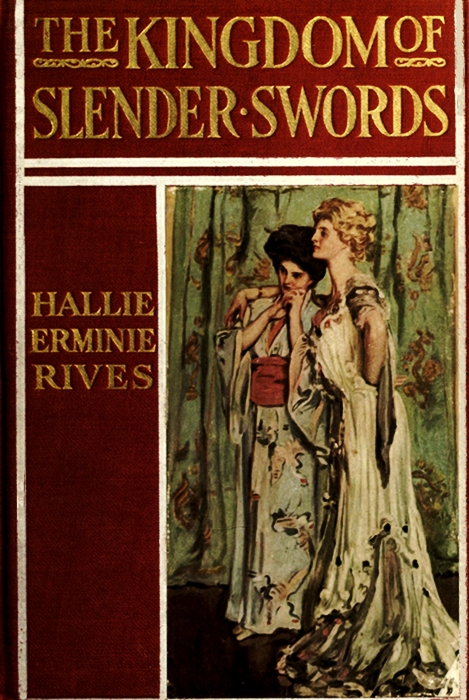 THE KINGDOM OF
SLENDER·SWORDS
HALLIE
ERMINIE
RIVES